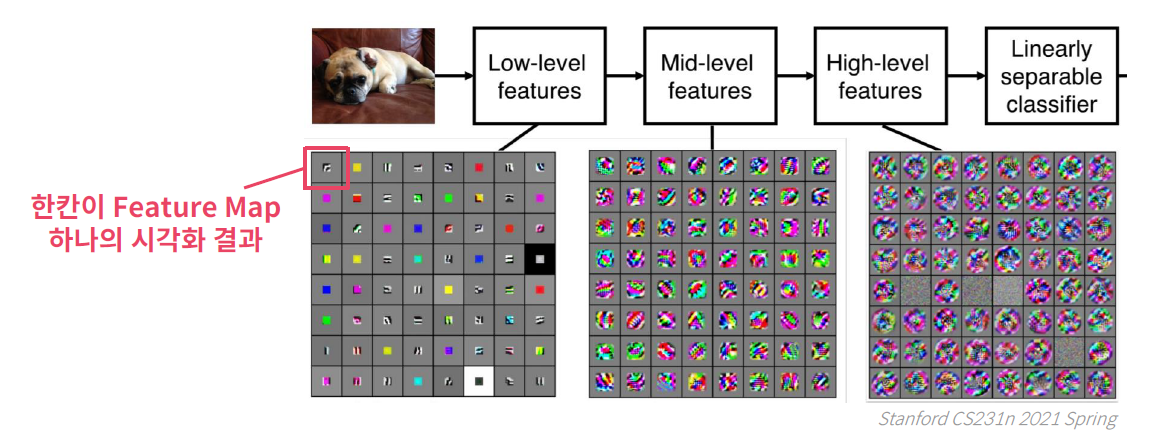 Low-level
features
Mid-level
features
High-level
features
Linearly
separable
classifier
한칸이 Feature Map
하나의 시각화 결과
Stanford CS231n 2021 Spring